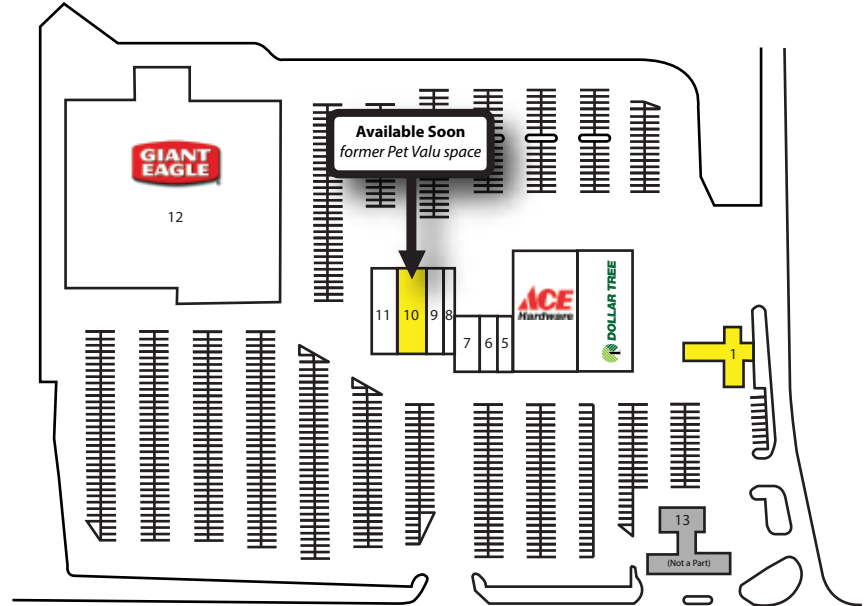 Available Soon
former Pet Valu space
GIANT
EAGLE
12
11
10
9
8
7
6
5
ACE
Hardware
DOLLAR TREE
1
13
(Not a Part)